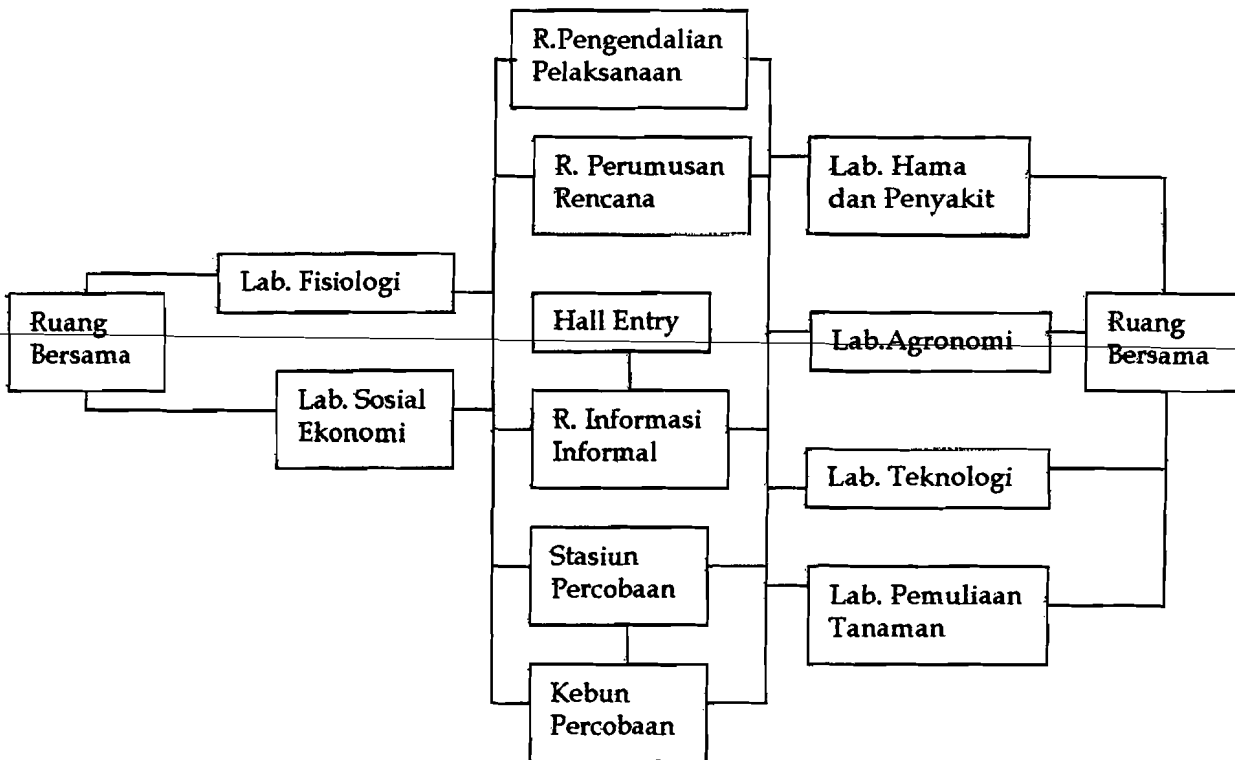 R.Pengendalian
Pelaksanaan
R. Perumusan
Rencana
Lab. Hama
dan Penyakit
Lab. Fisiologi
Ruang
Bersama
Hall Entry
Lab.Agronomi
Ruang
Bersama
Lab. Sosial
Ekonomi
R. Informasi
Informal
Lab. Teknologi
Stasiun
Percobaan
Lab. Pemuliaan
Tanaman
Kebun
Percobaan